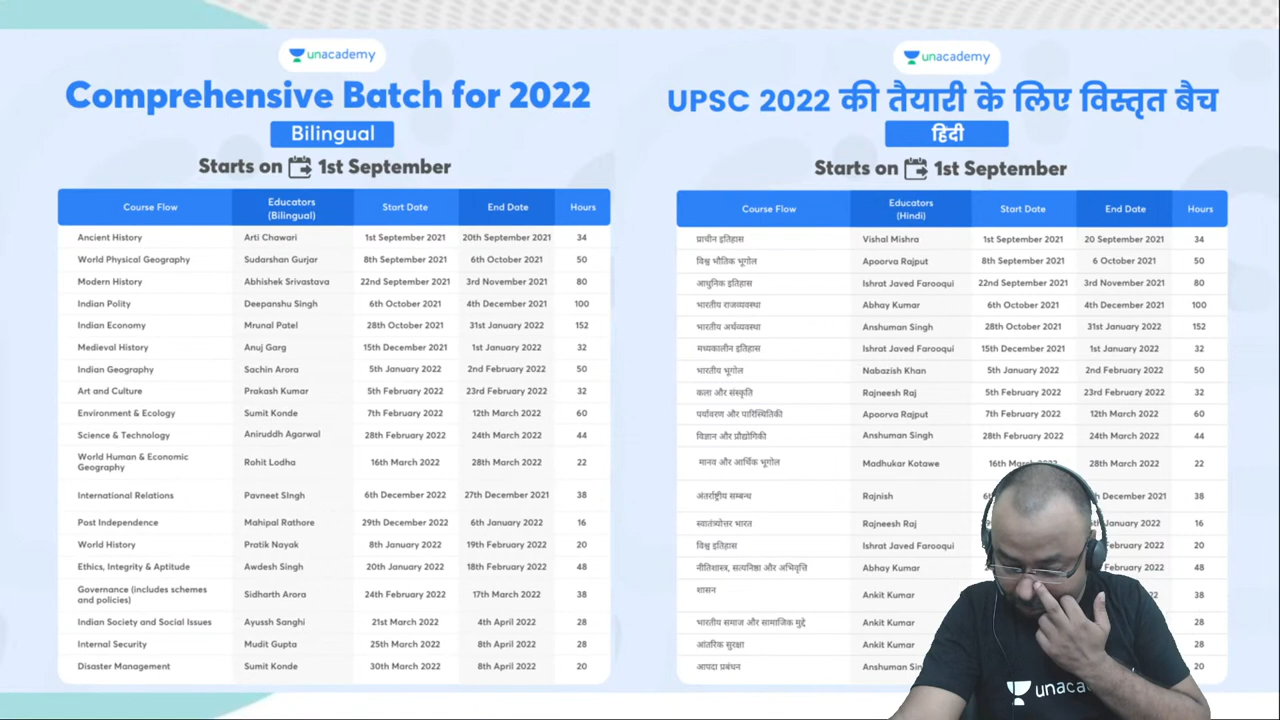 unacademy
Comprehensive Batch for 2022
Bilingual
Starts on 1st September
Course Flow Educators (Bilingual) Start Date End Date Hours
Ancient History Arti Chawari 1st September 2021 20th September 2021 34
World Physical Geography Sudarshan Gurjar 8th September 2021 6th October 2021 50
Modern History Abhishek Srivastava 22nd September 2021 3rd November 2021 80
Indian Polity Deepanshu Singh 6th October 2021 4th December 2021 100
Indian Economy Mrunal Patel 28th October 2021 31st January 2022 152
Medieval History Anuj Garg 15th December 2021 1st January 2022 32
Indian Geography Sachin Arora 5th January 2022 2nd February 2022 50
Art and Culture Prakash Kumar 5th February 2022 23rd February 2022 32
Environment & Ecology Sumit Konde 7th February 2022 12th March 2022 60
Science & Technology Aniruddh Agarwal 28th February 2022 24th March 2022 44
World Human & Economic Geography Rohit Lodha 16th March 2022 28th March 2022 22
International Relations Pavneet SIngh 6th December 2022 27th December 2021 38
Post Independence Mahipal Rathore 29th December 2022 6th January 2022 16
World History Pratik Nayak 8th January 2022 19th February 2022 20
Ethics, Integrity & Aptitude Awdesh Singh 20th January 2022 18th February 2022 48
Governance (includes schemes and policies) Sidharth Arora 24th February 2022 17th March 2022 38
Indian Society and Social Issues Ayussh Sanghi 21st March 2022 4th April 2022 28
Internal Security Mudit Gupta 25th March 2022 8th April 2022 28
Disaster Management Sumit Konde 30th March 2022 8th April 2022 20
unacademy
UPSC 2022 की तैयारी के लिए विस्तृत बैच
हिंदी
Starts on 1st September
Course Flow Educators (Hindi) Start Date End Date Hours
प्राचीन इतिहास Vishal Mishra 1st September 2021 20 September 2021 34
विश्व भौतिक भूगोल Apoorva Rajput 8th September 2021 6 October 2021 50
आधुनिक इतिहास Ishrat Javed Farooqui 22nd September 2021 3rd November 2021 80
भारतीय राजव्यवस्था Abhay Kumar 6th October 2021 4th December 2021 100
भारतीय अर्थव्यवस्था Anshuman Singh 28th October 2021 31st January 2022 152
मध्यकालीन इतिहास Ishrat Javed Farooqui 15th December 2021 1st January 2022 32
भारतीय भूगोल Nabazish Khan 5th January 2022 2nd February 2022 50
कला और संस्कृति Rajneesh Raj 5th February 2022 23rd February 2022 32
पर्यावरण और पारिस्थितिकी Apoorva Rajput 7th February 2022 12th March 2022 60
विज्ञान और प्रौद्योगिकी Anshuman Singh 28th February 2022 24th March 2022 44
मानव और आर्थिक भूगोल Madhukar Kotawe 16th 28th March 2022 22
अंतर्राष्ट्रीय सम्बन्ध Rajnish December 2021 38
स्वातंत्र्योत्तर भारत Rajneesh Raj January 2022 16
विश्व इतिहास Ishrat Javed Farooqui February 2022 20
नीतिशास्त्र, सत्यनिष्ठा और अभिवृत्ति Abhay Kumar February 2022 48
शासन Ankit Kumar 38
भारतीय समाज और सामाजिक मुद्दे Ankit Kumar 28
आंतरिक सुरक्षा Ankit Kumar 28
आपदा प्रबंधन Anshuman 20